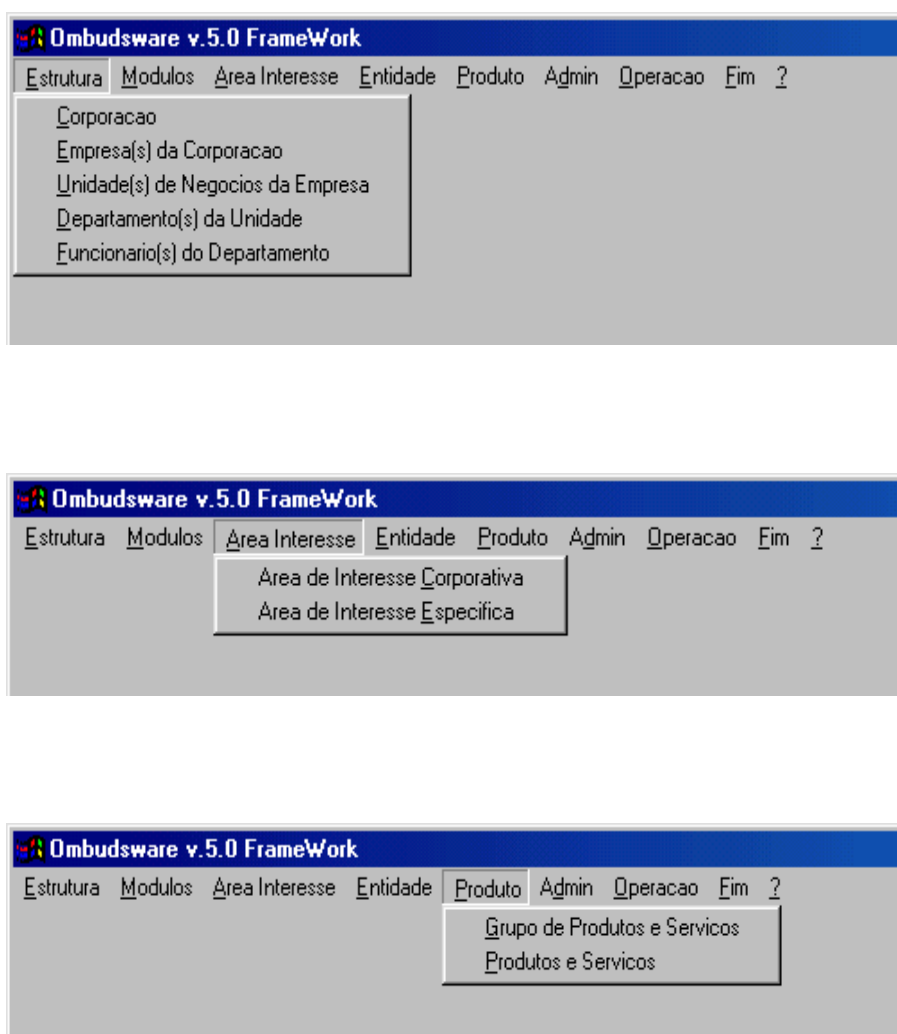 Ombudsware v.5.0 FrameWork
Estrutura Modulos Area Interesse Entidade Produto Admin Operacao Fim ?
Corporacao
Empresa(s) da Corporacao
Unidade(s) de Negocios da Empresa
Departamento(s) da Unidade
Funcionario(s) do Departamento
Ombudsware v.5.0 FrameWork
Estrutura Modulos Area Interesse Entidade Produto Admin Operacao Fim ?
Area de Interesse Corporativa
Area de Interesse Especifica
Ombudsware v.5.0 FrameWork
Estrutura Modulos Area Interesse Entidade Produto Admin Operacao Fim ?
Grupo de Produtos e Servicos
Produtos e Servicos